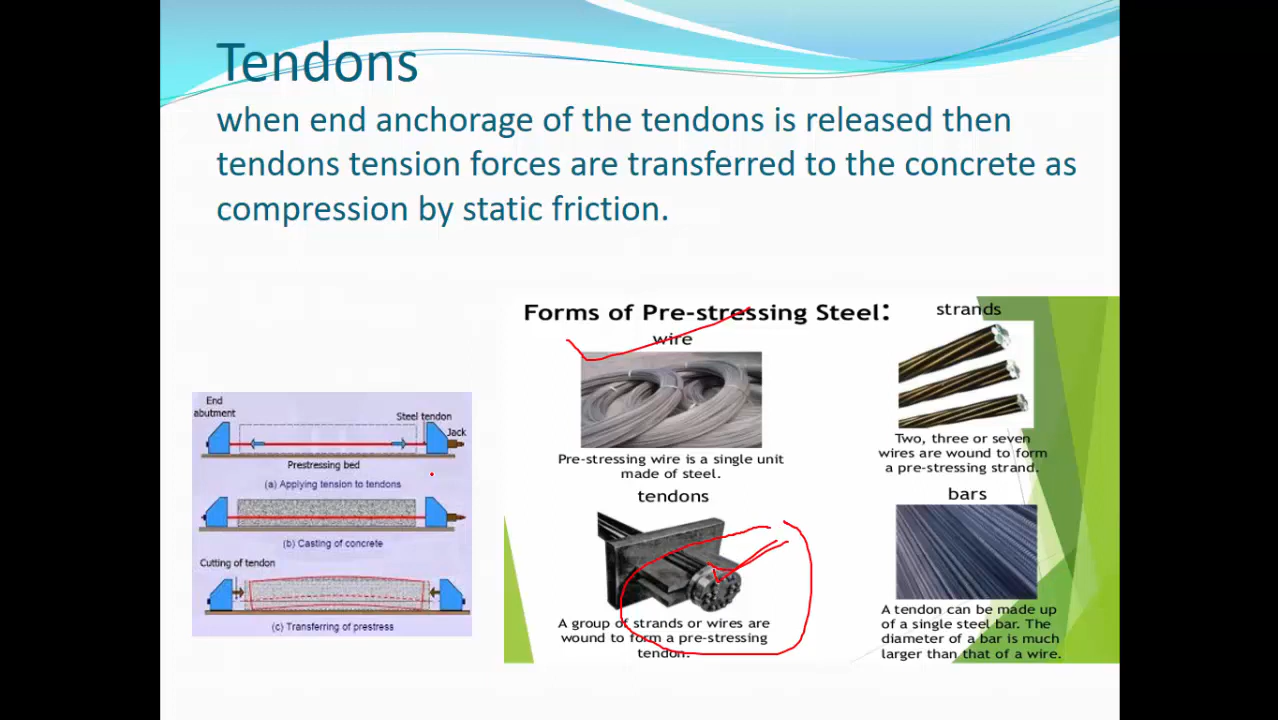 Tendons
when end anchorage of the tendons is released then
tendons tension forces are transferred to the concrete as
compression by static friction.
End
abutment
Steel tendon
Jack
Prestressing bed
(a) Applying tension to tendons
(b) Casting of concrete
Cutting of tendon
(c) Transferring of prestress
Forms of Pre-stressing Steel:
wire
Pre-stressing wire is a single unit
made of steel.
strands
Two, three or seven
wires are wound to form
a pre-stressing strand.
tendons
A group of strands or wires are
wound to form a pre-stressing
tendon.
bars
A tendon can be made up
of a single steel bar. The
diameter of a bar is much
larger than that of a wire.